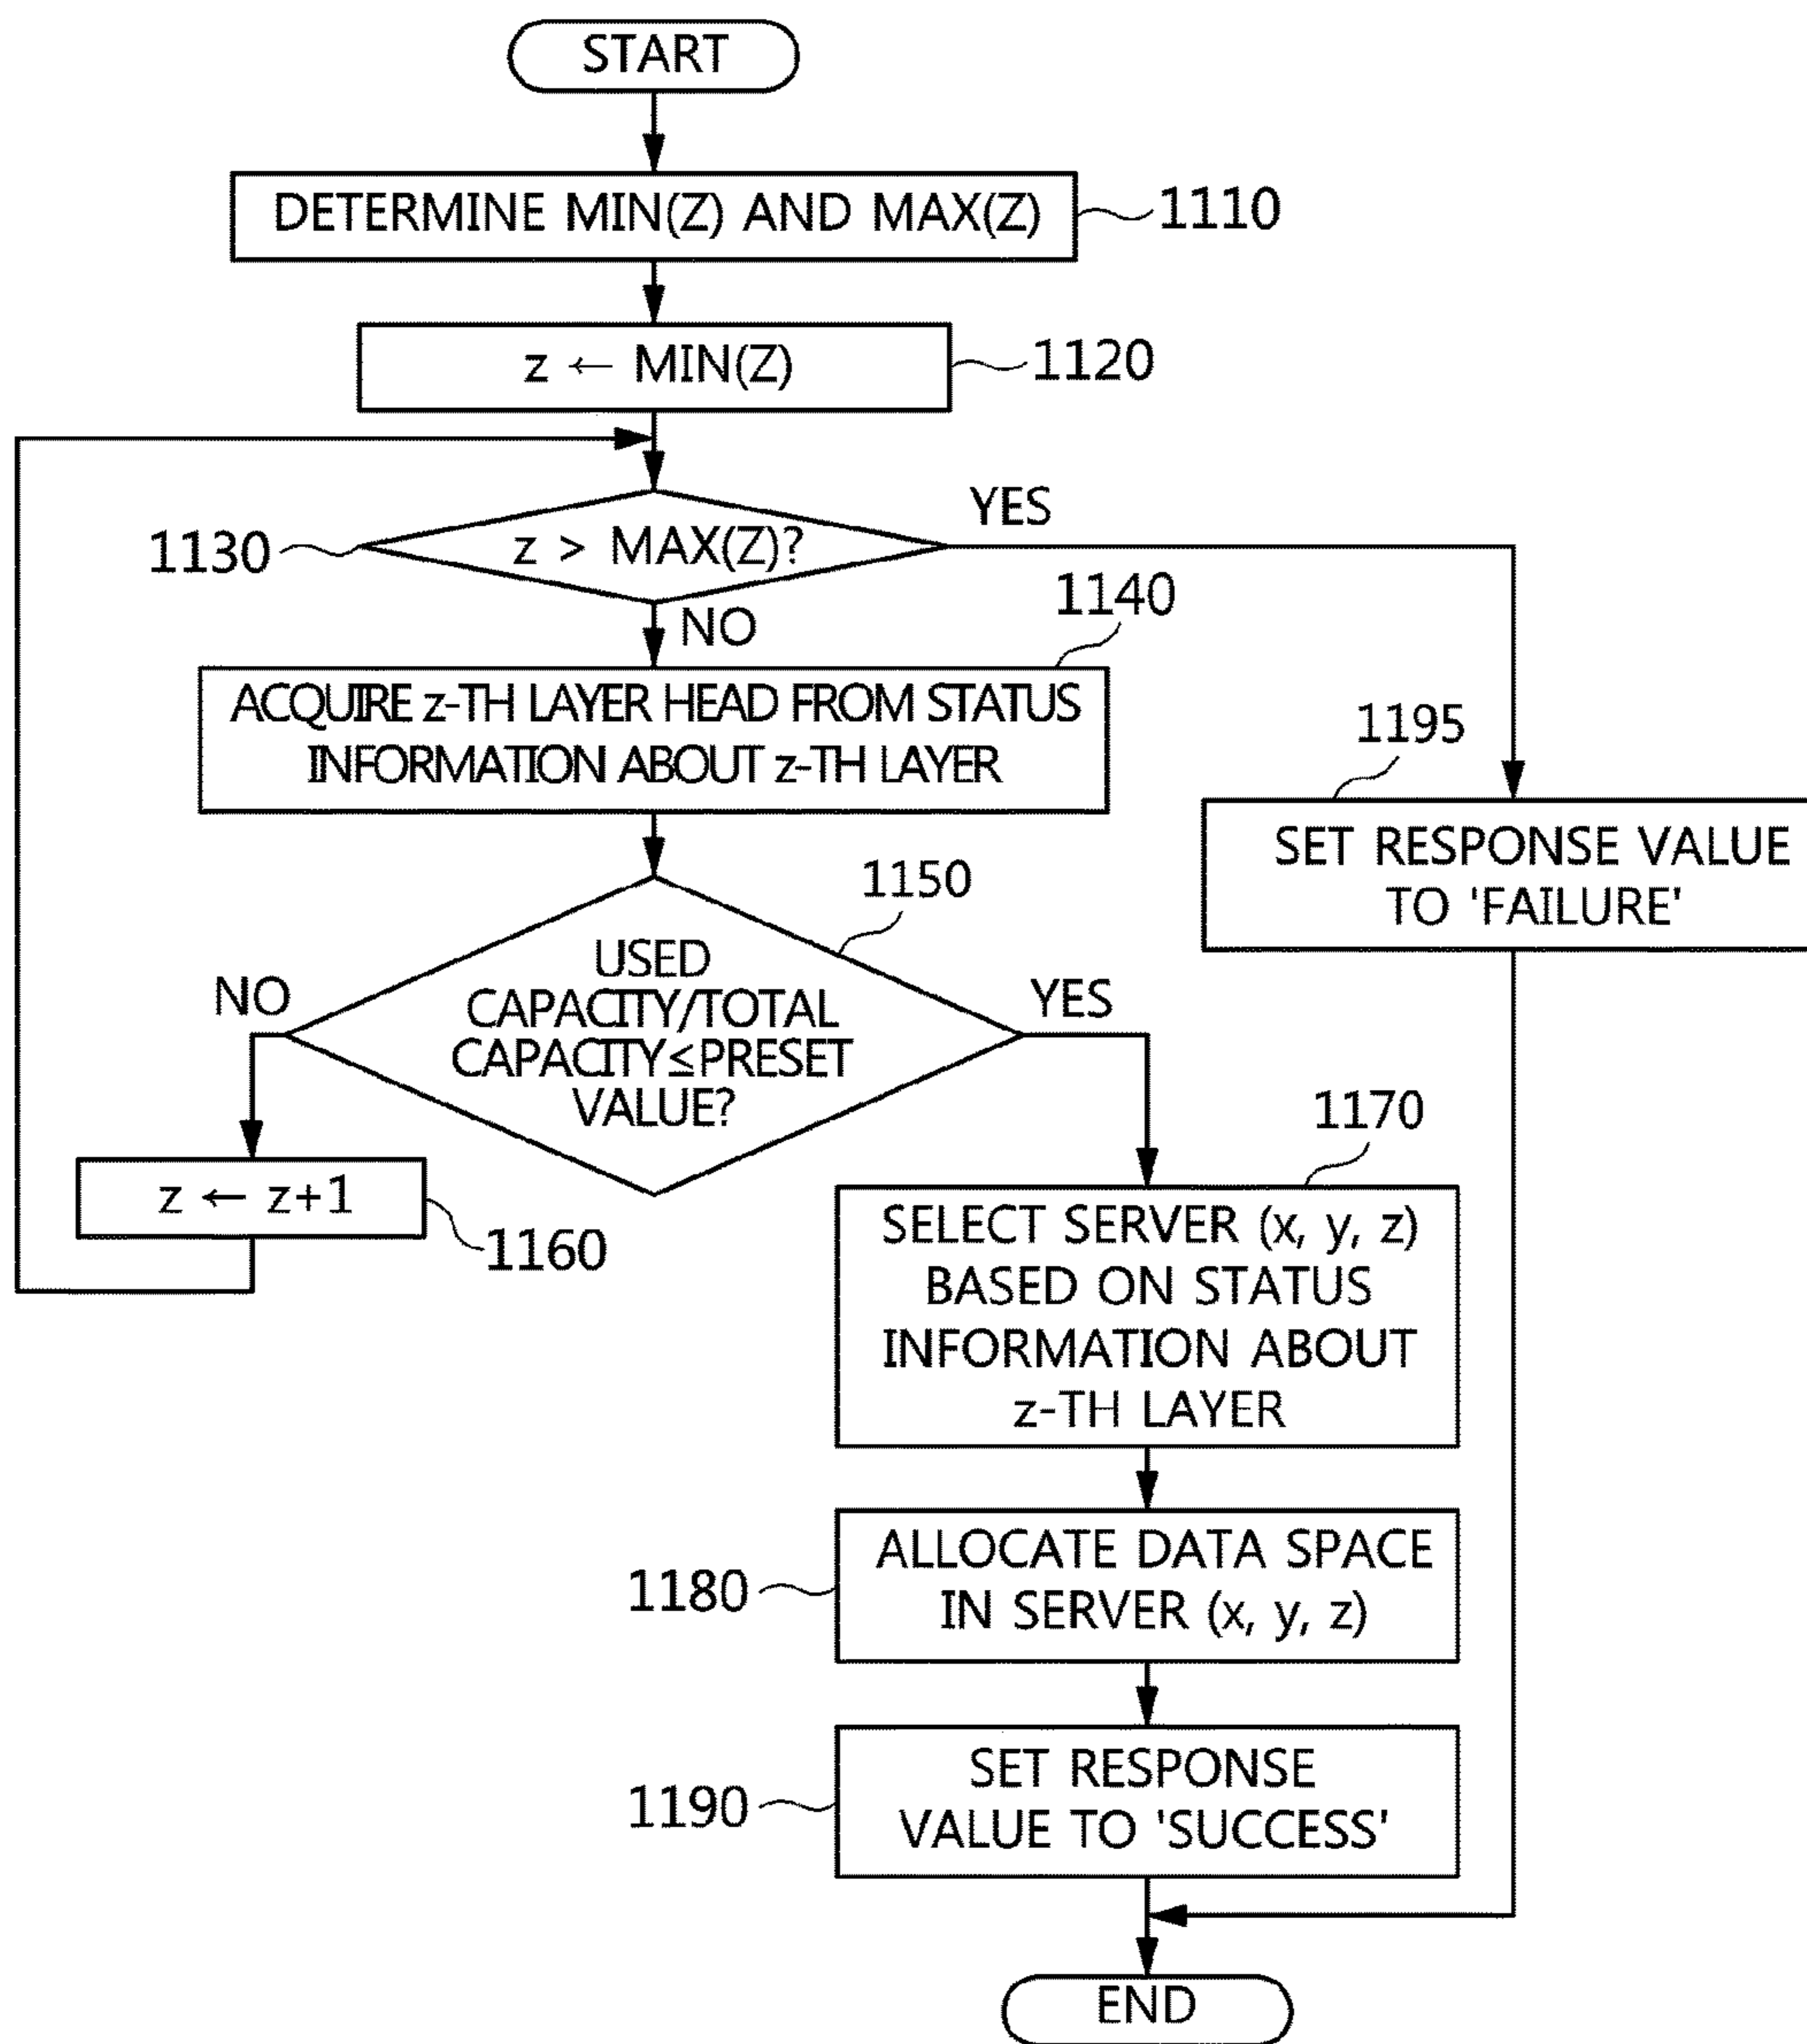 START
DETERMINE MIN(Z) AND MAX(Z)
1110
z ← MIN(Z)
1120
YES
1130
z > MAX(Z)?
1140
NO
ACQUIRE z-TH LAYER HEAD FROM STATUS
INFORMATION ABOUT z-TH LAYER
1195
SET RESPONSE VALUE
TO 'FAILURE'
1150
USED
CAPACITY/TOTAL
CAPACITY≤PRESET
VALUE?
NO
YES
z ← z+1
1160
1170
SELECT SERVER (x, y, z)
BASED ON STATUS
INFORMATION ABOUT
z-TH LAYER
1180
ALLOCATE DATA SPACE
IN SERVER (x, y, z)
1190
SET RESPONSE
VALUE TO 'SUCCESS'
END